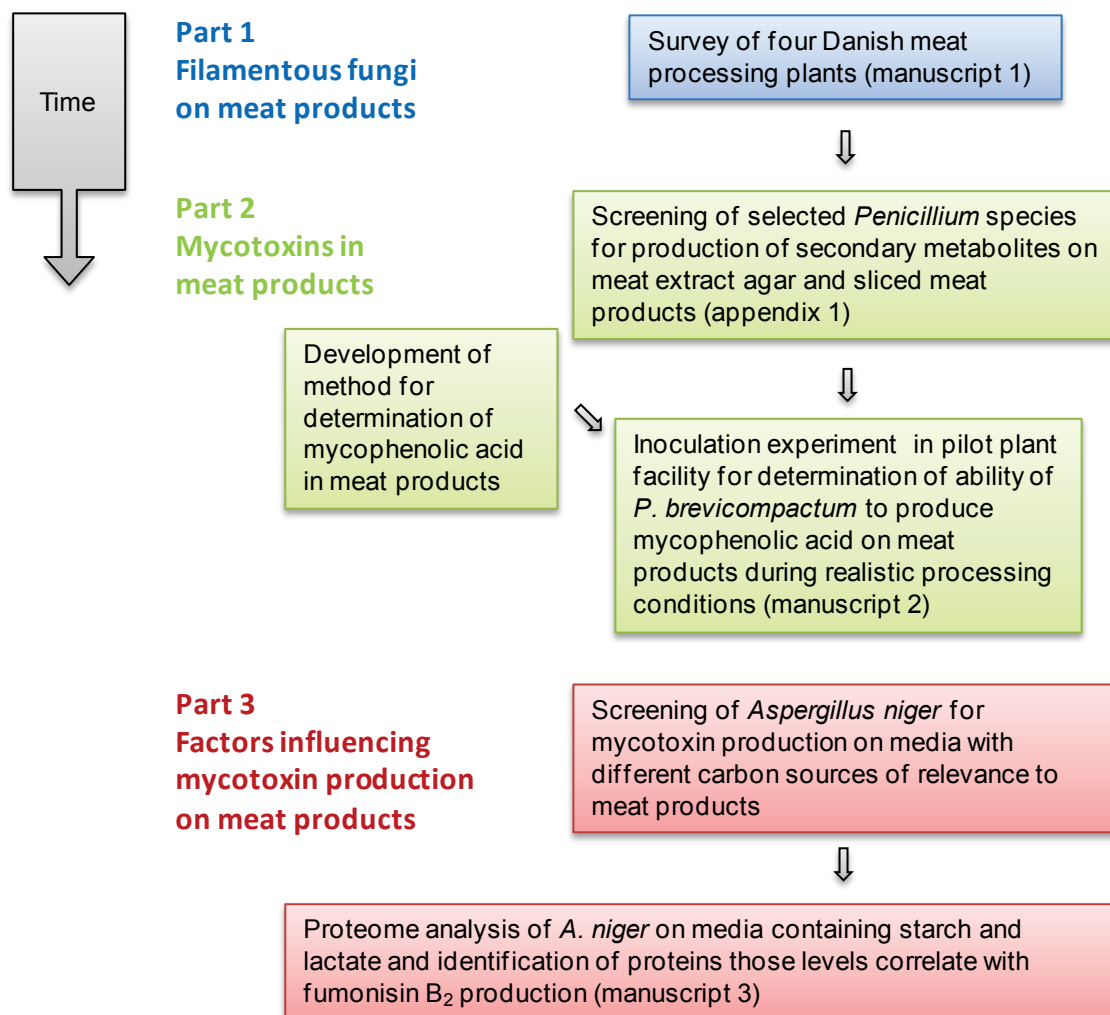 Time
Part 1
Filamentous fungi
on meat products
Survey of four Danish meat
processing plants (manuscript 1)
Part 2
Mycotoxins in
meat products
Screening of selected Penicillium species
for production of secondary metabolites on
meat extract agar and sliced meat
products (appendix 1)
Development of
method for
determination of
mycophenolic acid
in meat products
Inoculation experiment in pilot plant
facility for determination of ability of
P. brevicompactum to produce
mycophenolic acid on meat
products during realistic processing
conditions (manuscript 2)
Part 3
Factors influencing
mycotoxin production
on meat products
Screening of Aspergillus niger for
mycotoxin production on media with
different carbon sources of relevance to
meat products
Proteome analysis of A. niger on media containing starch and
lactate and identification of proteins those levels correlate with
fumonisin B₂ production (manuscript 3)